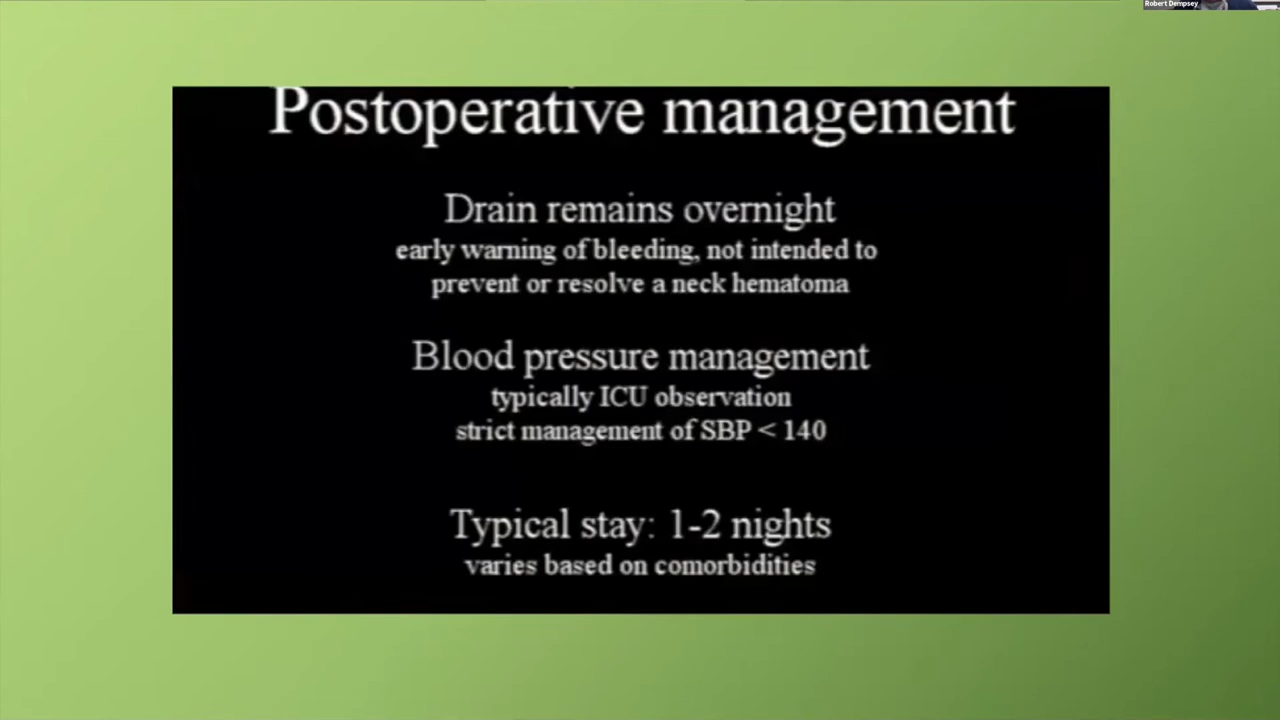 Robert Dempsey
Postoperative management
Drain remains overnight
early warning of bleeding, not intended to
prevent or resolve a neck hematoma
Blood pressure management
typically ICU observation
strict management of SBP < 140
Typical stay: 1-2 nights
varies based on comorbidities